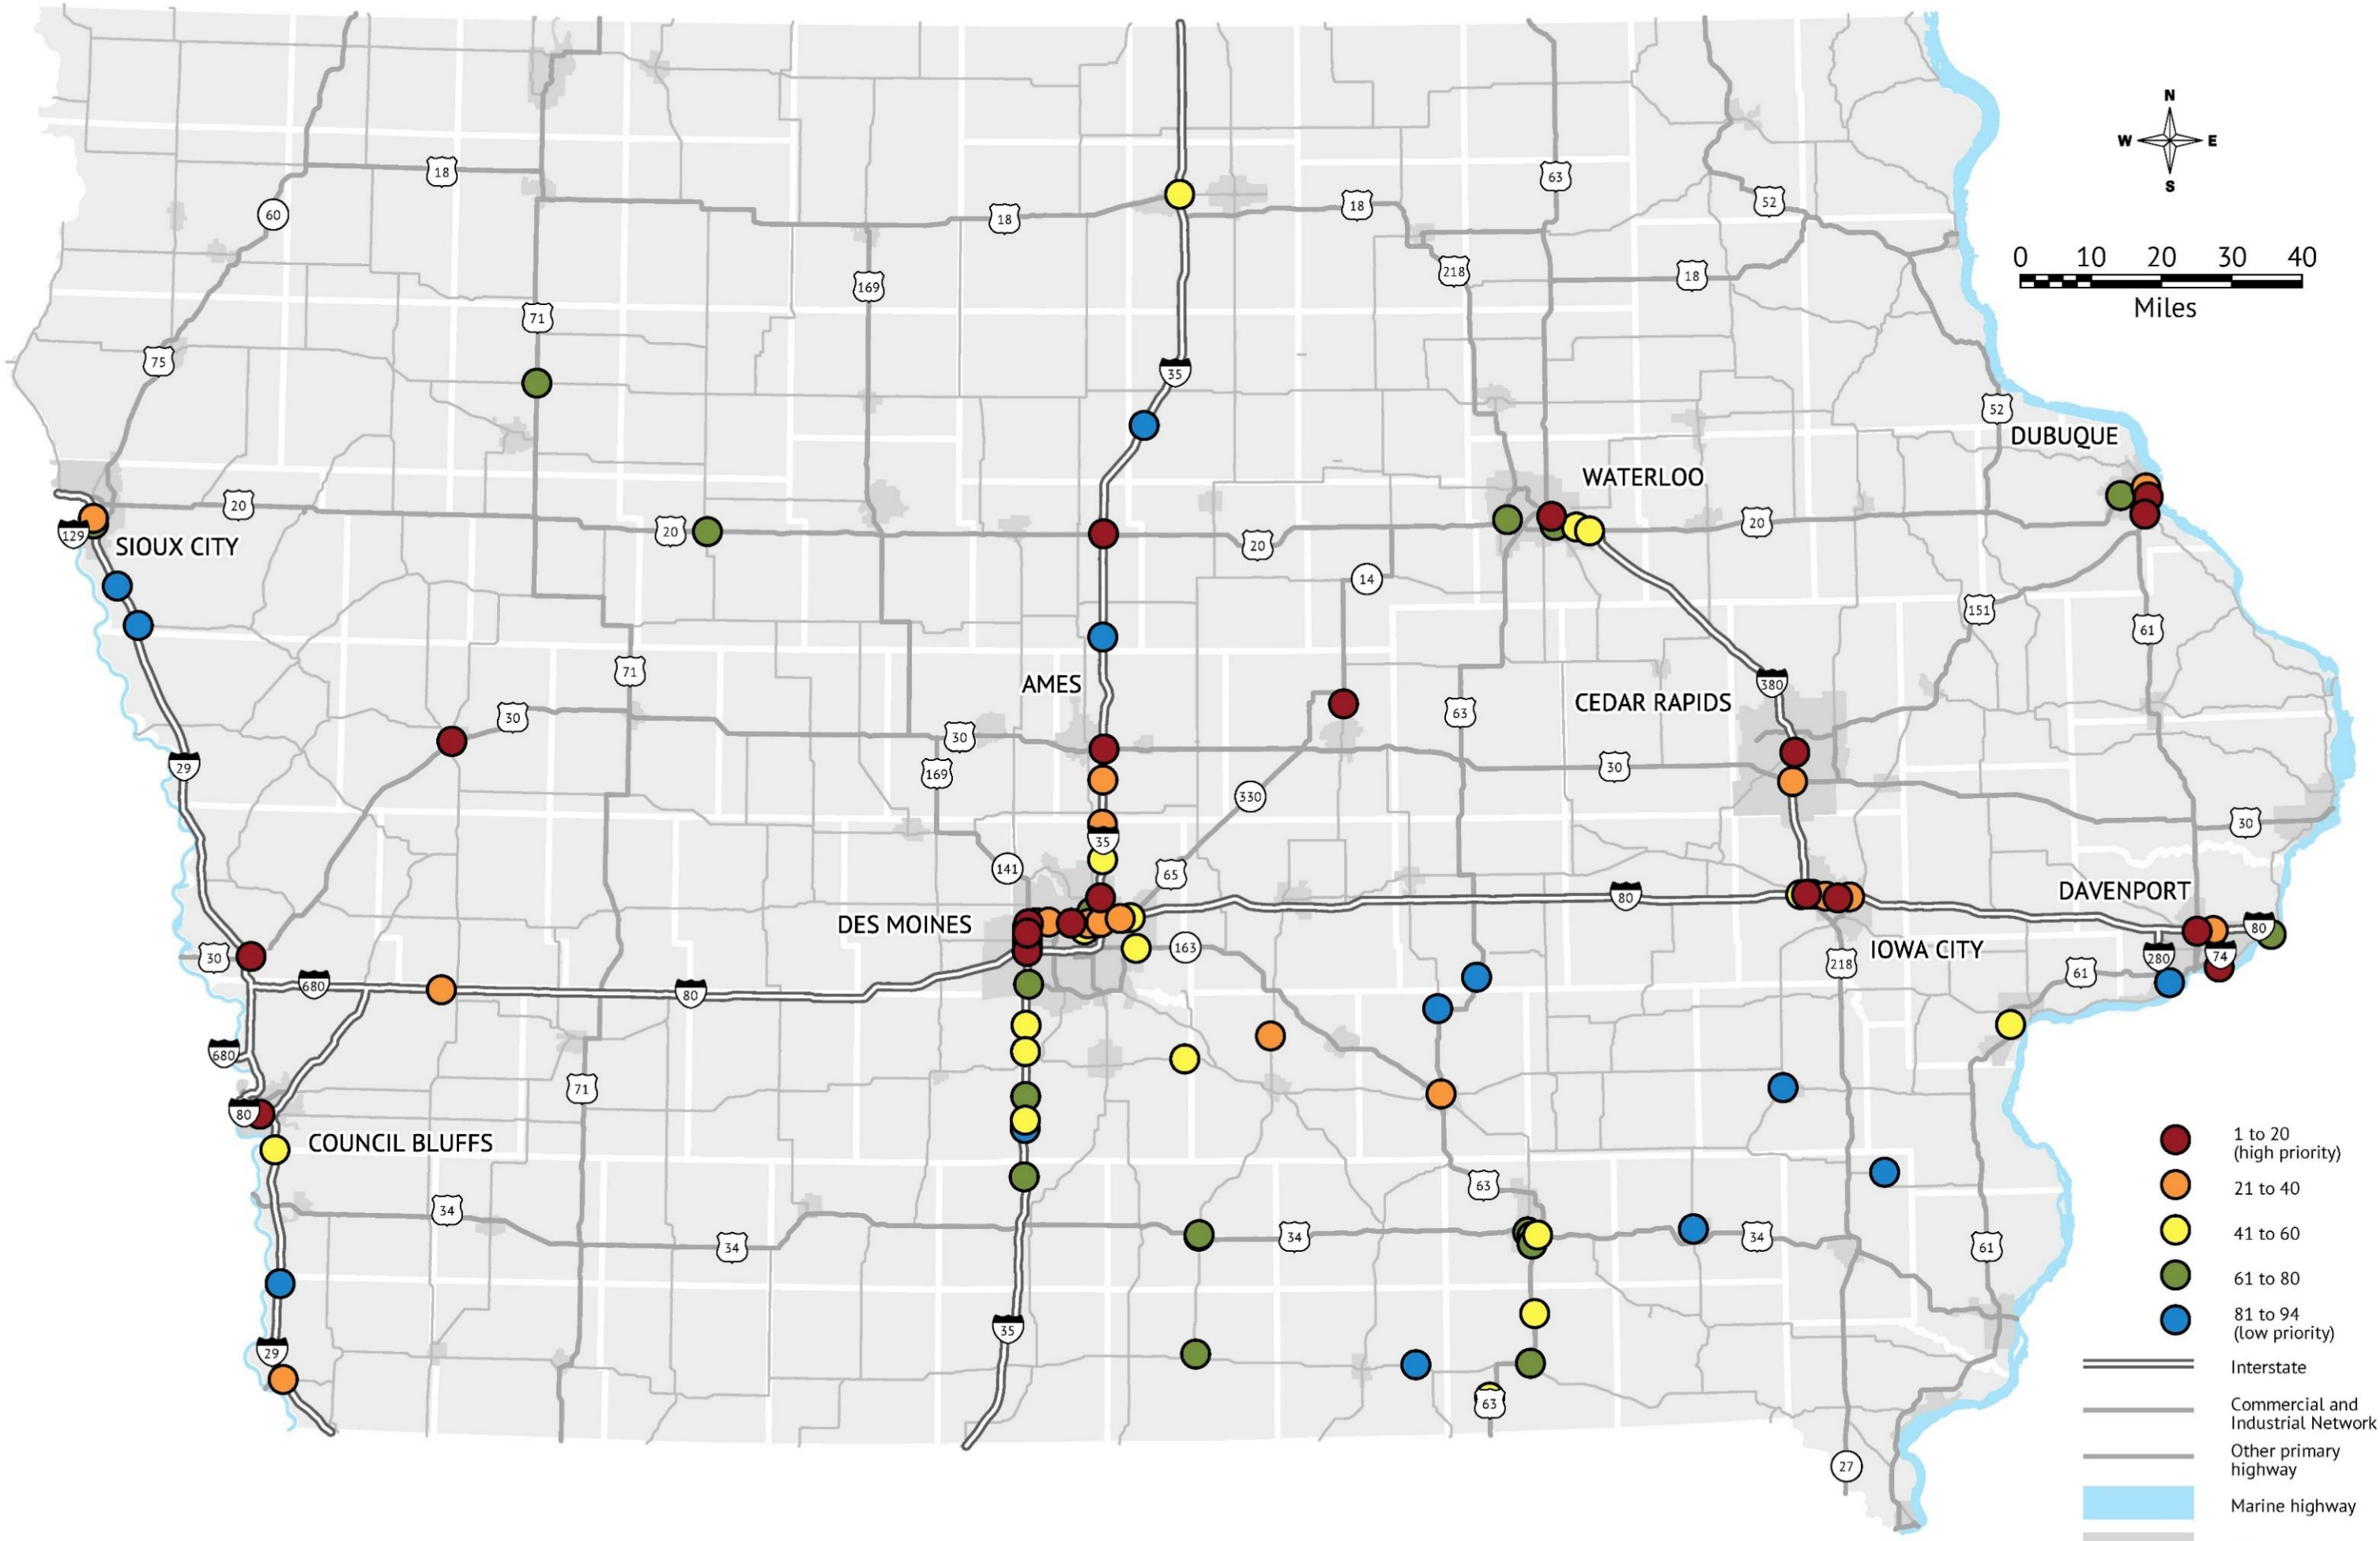 N
W E
S
18
63
60
18
18
52
0 10 20 30 40
Miles
218
18
169
71
75
35
52
DUBUQUE
WATERLOO
20
20
20
20
129
SIOUX CITY
14
151
61
71
AMES
380
CEDAR RAPIDS
63
30
30
29
169
30
330
30
35
141
65
DES MOINES
80
DAVENPORT
80
163
IOWA CITY
30
280
74
218
61
680
80
680
71
80
COUNCIL BLUFFS
63
34
34
34
34
61
35
29
63
27
1 to 20
(high priority)
21 to 40
41 to 60
61 to 80
81 to 94
(low priority)
Interstate
Commercial and
Industrial Network
Other primary
highway
Marine highway